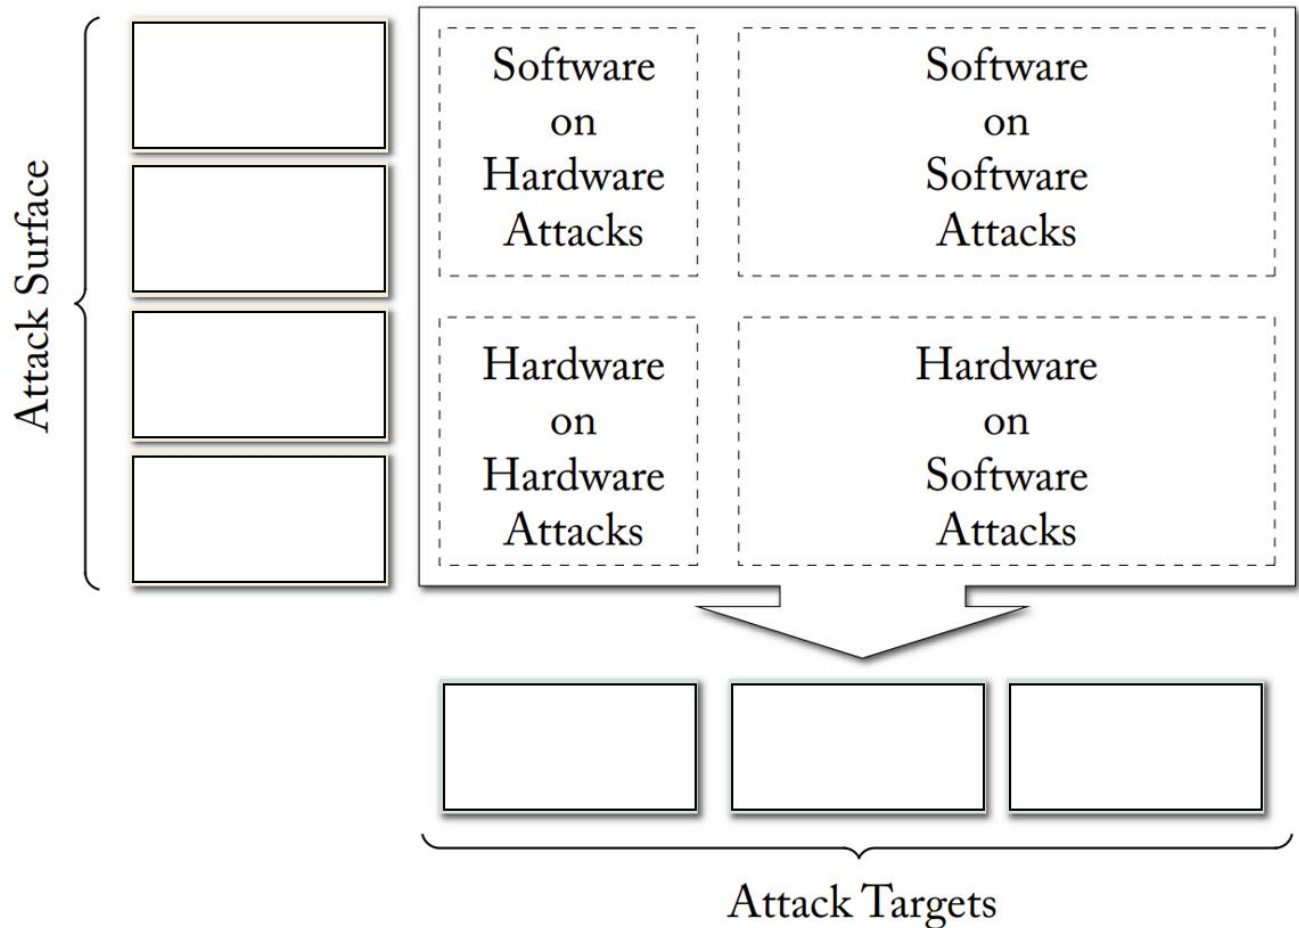 Attack Surface
Software
on
Hardware
Attacks
Software
on
Software
Attacks
Hardware
on
Hardware
Attacks
Hardware
on
Software
Attacks
Attack Targets